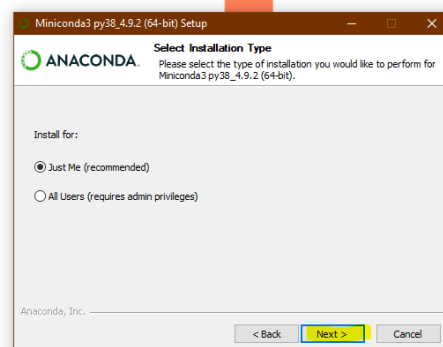 Miniconda3 py38_4.9.2 (64-bit) Setup
ANACONDA.
Select Installation Type
Please select the type of installation you would like to perform for
Miniconda3 py38_4.9.2 (64-bit).
Install for:
Just Me (recommended)
All Users (requires admin privileges)
Anaconda, Inc.
< Back
Next >
Cancel